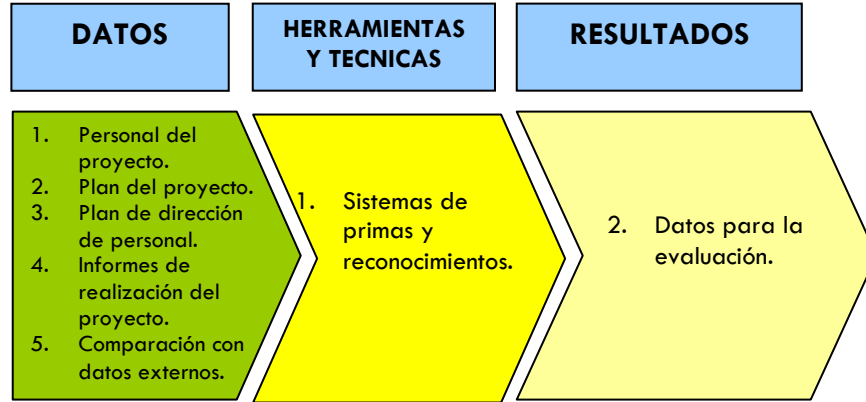 DATOS
HERRAMIENTAS
Y TECNICAS
RESULTADOS
1. Personal del
proyecto.
2. Plan del proyecto.
3. Plan de dirección
de personal.
4. Informes de
realización del
proyecto.
5. Comparación con
datos externos.
1. Sistemas de
primas y
reconocimientos.
2. Datos para la
evaluación.